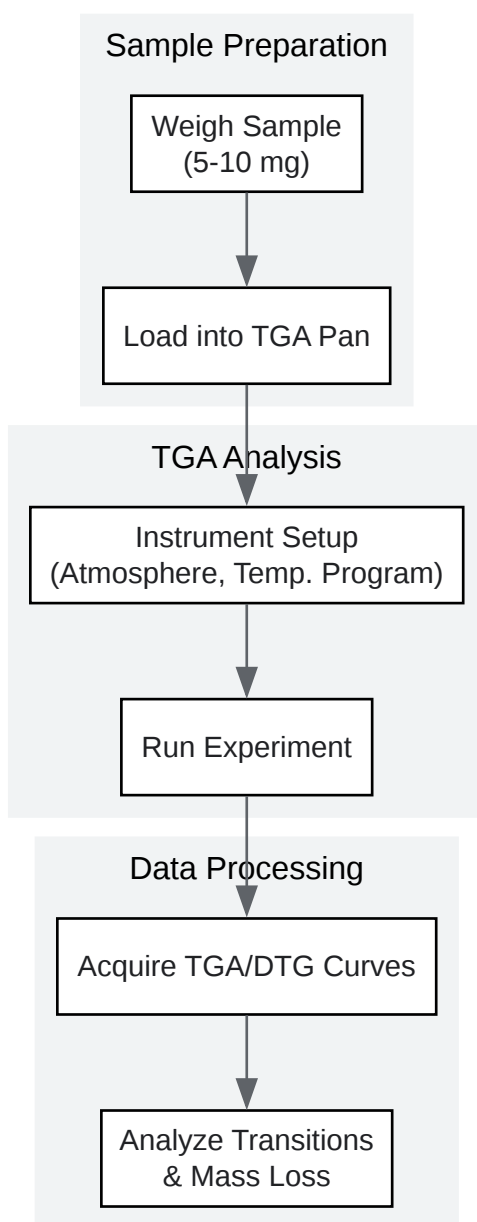 Sample Preparation
Weigh Sample
(5-10 mg)
Load into TGA Pan
TGA Analysis
Instrument Setup
(Atmosphere, Temp. Program)
Run Experiment
Data Processing
Acquire TGA/DTG Curves
Analyze Transitions
& Mass Loss